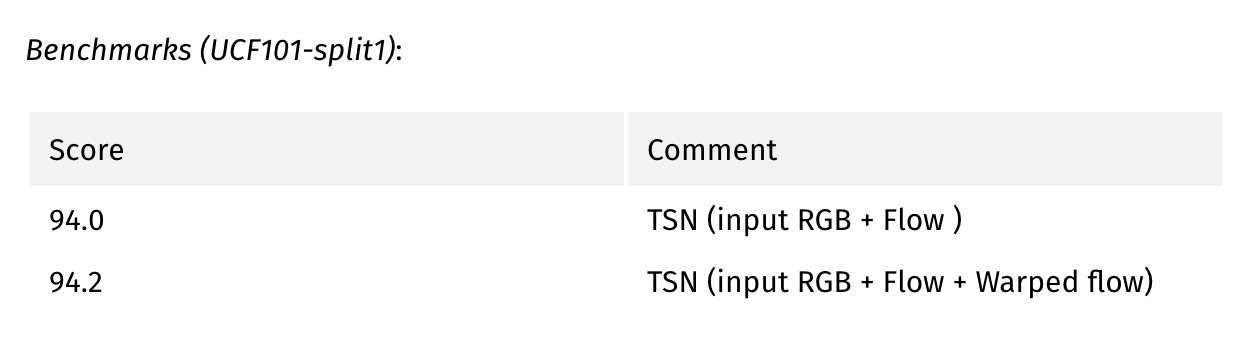 Benchmarks (UCF101-split1):
Score Comment
94.0 TSN (input RGB + Flow )
94.2 TSN (input RGB + Flow + Warped flow)